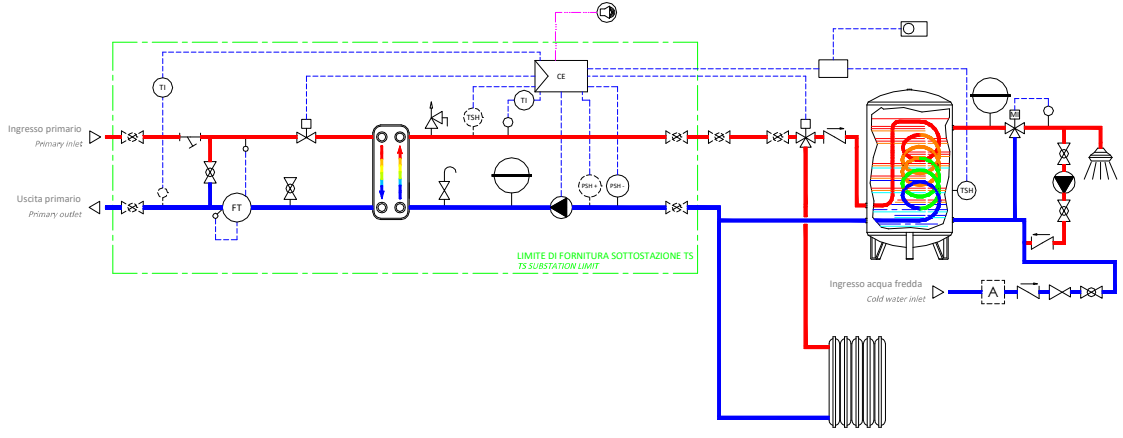 CE
TI
TI
TSH
Ingresso primario
Primary inlet
M
PSH +
PSH -
TSH
Uscita primario
Primary outlet
FT
LIMITE DI FORNITURA SOTTOSTAZIONE TS
TS SUBSTATION LIMIT
Ingresso acqua fredda
Cold water inlet
A